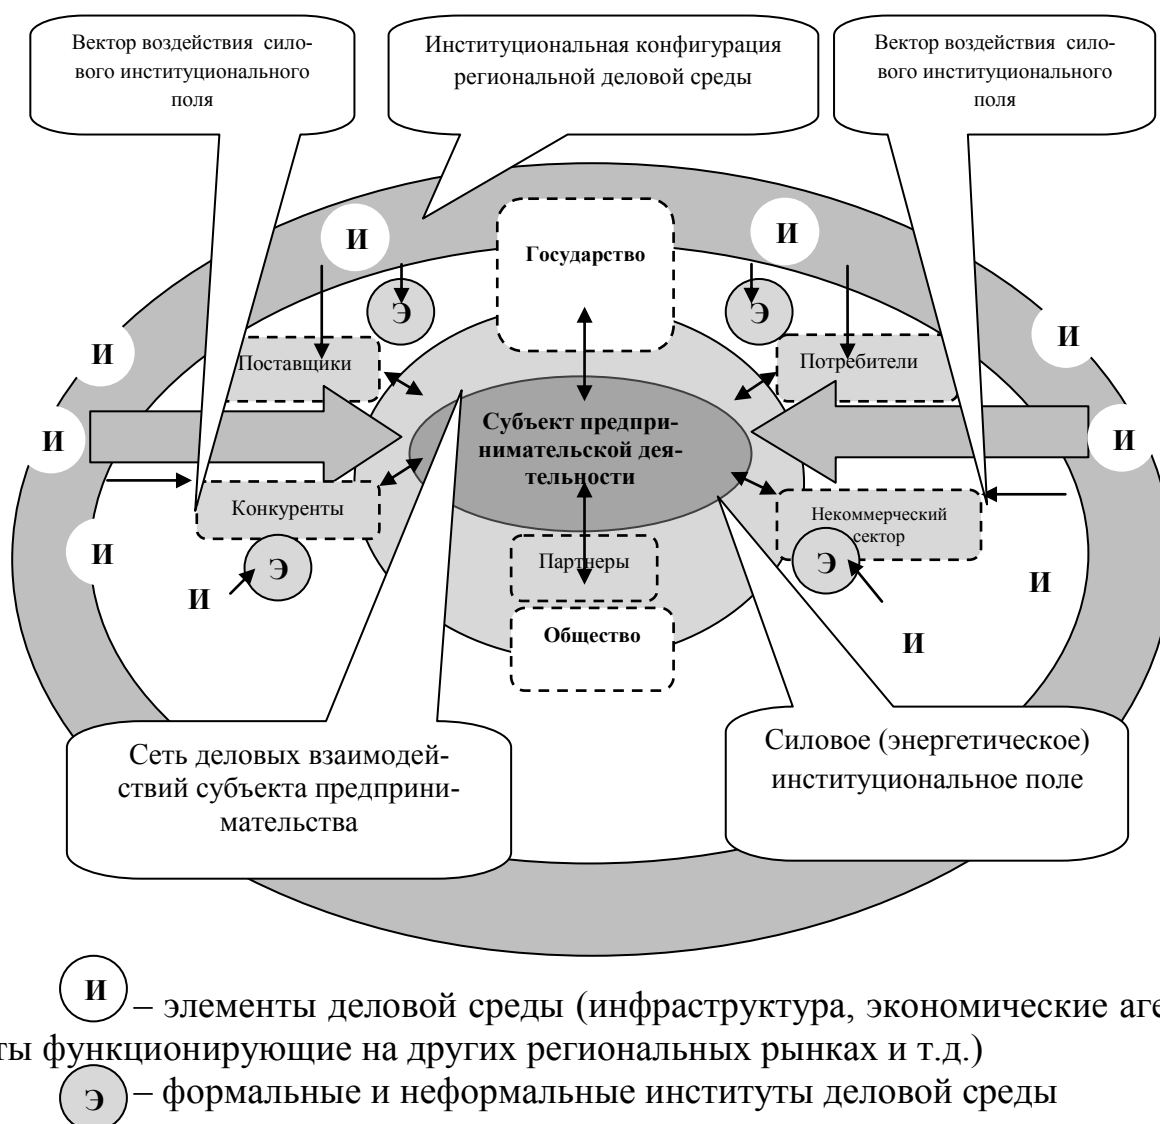 Вектор воздействия сило-
вого институционального
поля
Институциональная конфигурация
региональной деловой среды
Вектор воздействия сило-
вого институционального
поля
И
И
Государство
Э
Э
И
И
Поставщики
Потребители
И
И
Субъект предпри-
нимательской дея-
тельности
Конкуренты
Некоммерческий
сектор
И
Э
Партнеры
Э
И
И
Общество
И
Сеть деловых взаимодей-
ствий субъекта предприни-
мательства
Силовое (энергетическое)
институциональное поле
И – элементы деловой среды (инфраструктура, экономические аге
ты функционирующие на других региональных рынках и т.д.)
Э – формальные и неформальные институты деловой среды